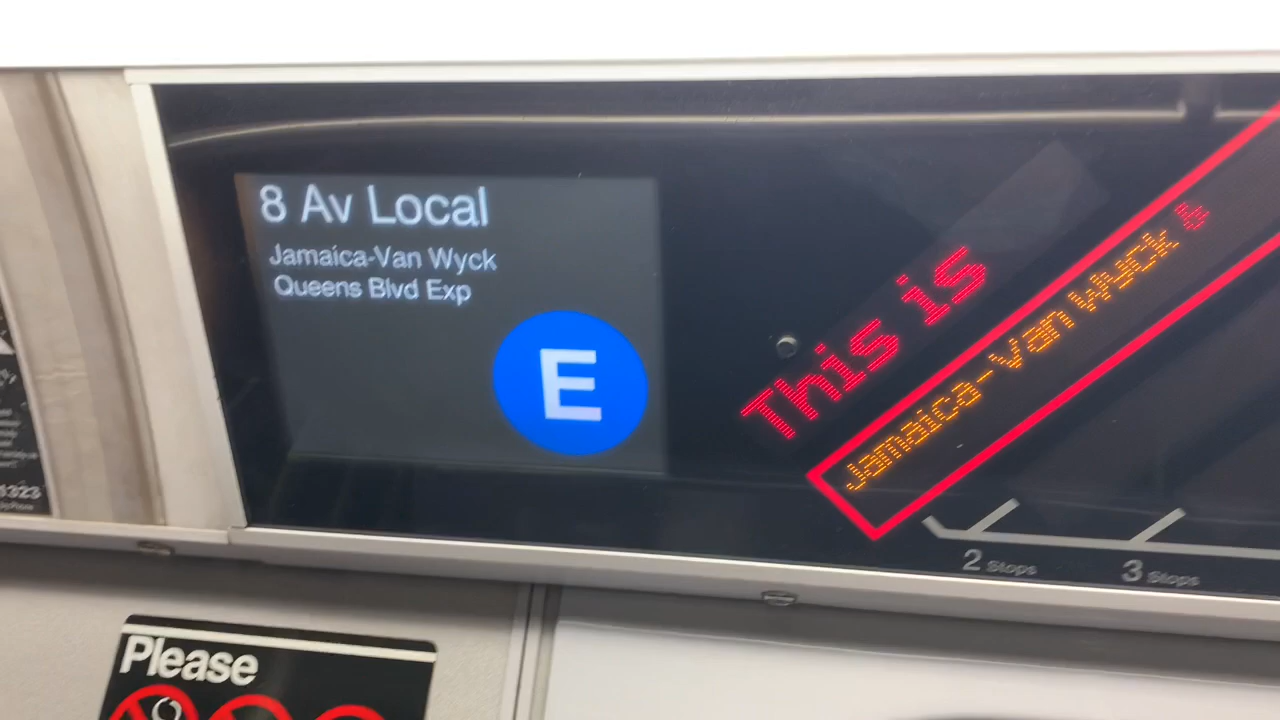 8 Av Local
Jamaica-Van Wyck
Queens Blvd Exp
E
This is
Jamaica-Van Wyck
2 Stops
3 Stops
Please
1323